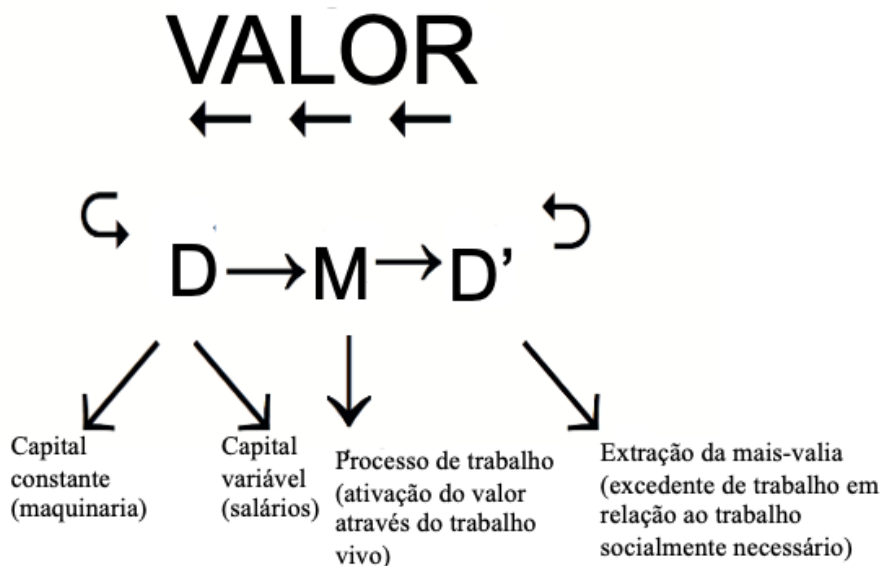 VALOR
D → M → D’
Capital
constante
(maquinaria)
Capital
variável
(salários)
Processo de trabalho
(ativação do valor
através do trabalho
vivo)
Extração da mais-valia
(excedente de trabalho em
relação ao trabalho
socialmente necessário)